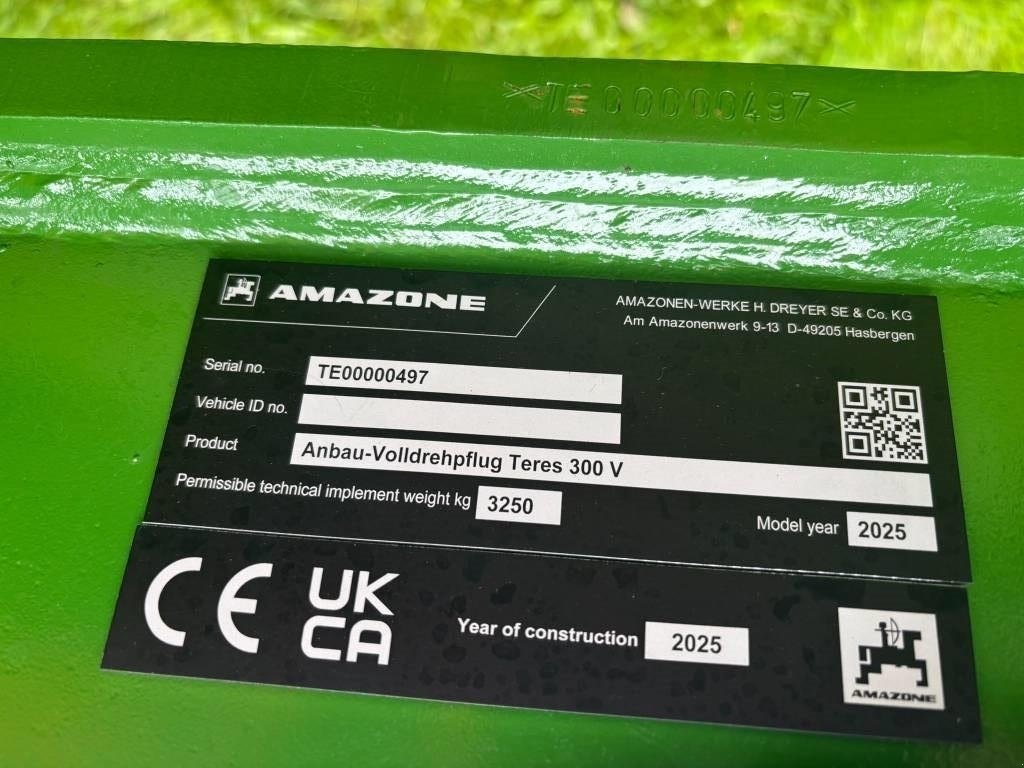 TE 00000497
AMAZONE
AMAZONEN-WERKE H. DREYER SE & Co. KG
Am Amazonenwerk 9-13 D-49205 Hasbergen
Serial no. TE00000497
Vehicle ID no.
Product Anbau-Volldrehpflug Teres 300 V
Permissible technical implement weight kg 3250
Model year 2025
CE UK CA
Year of construction 2025
AMAZONE